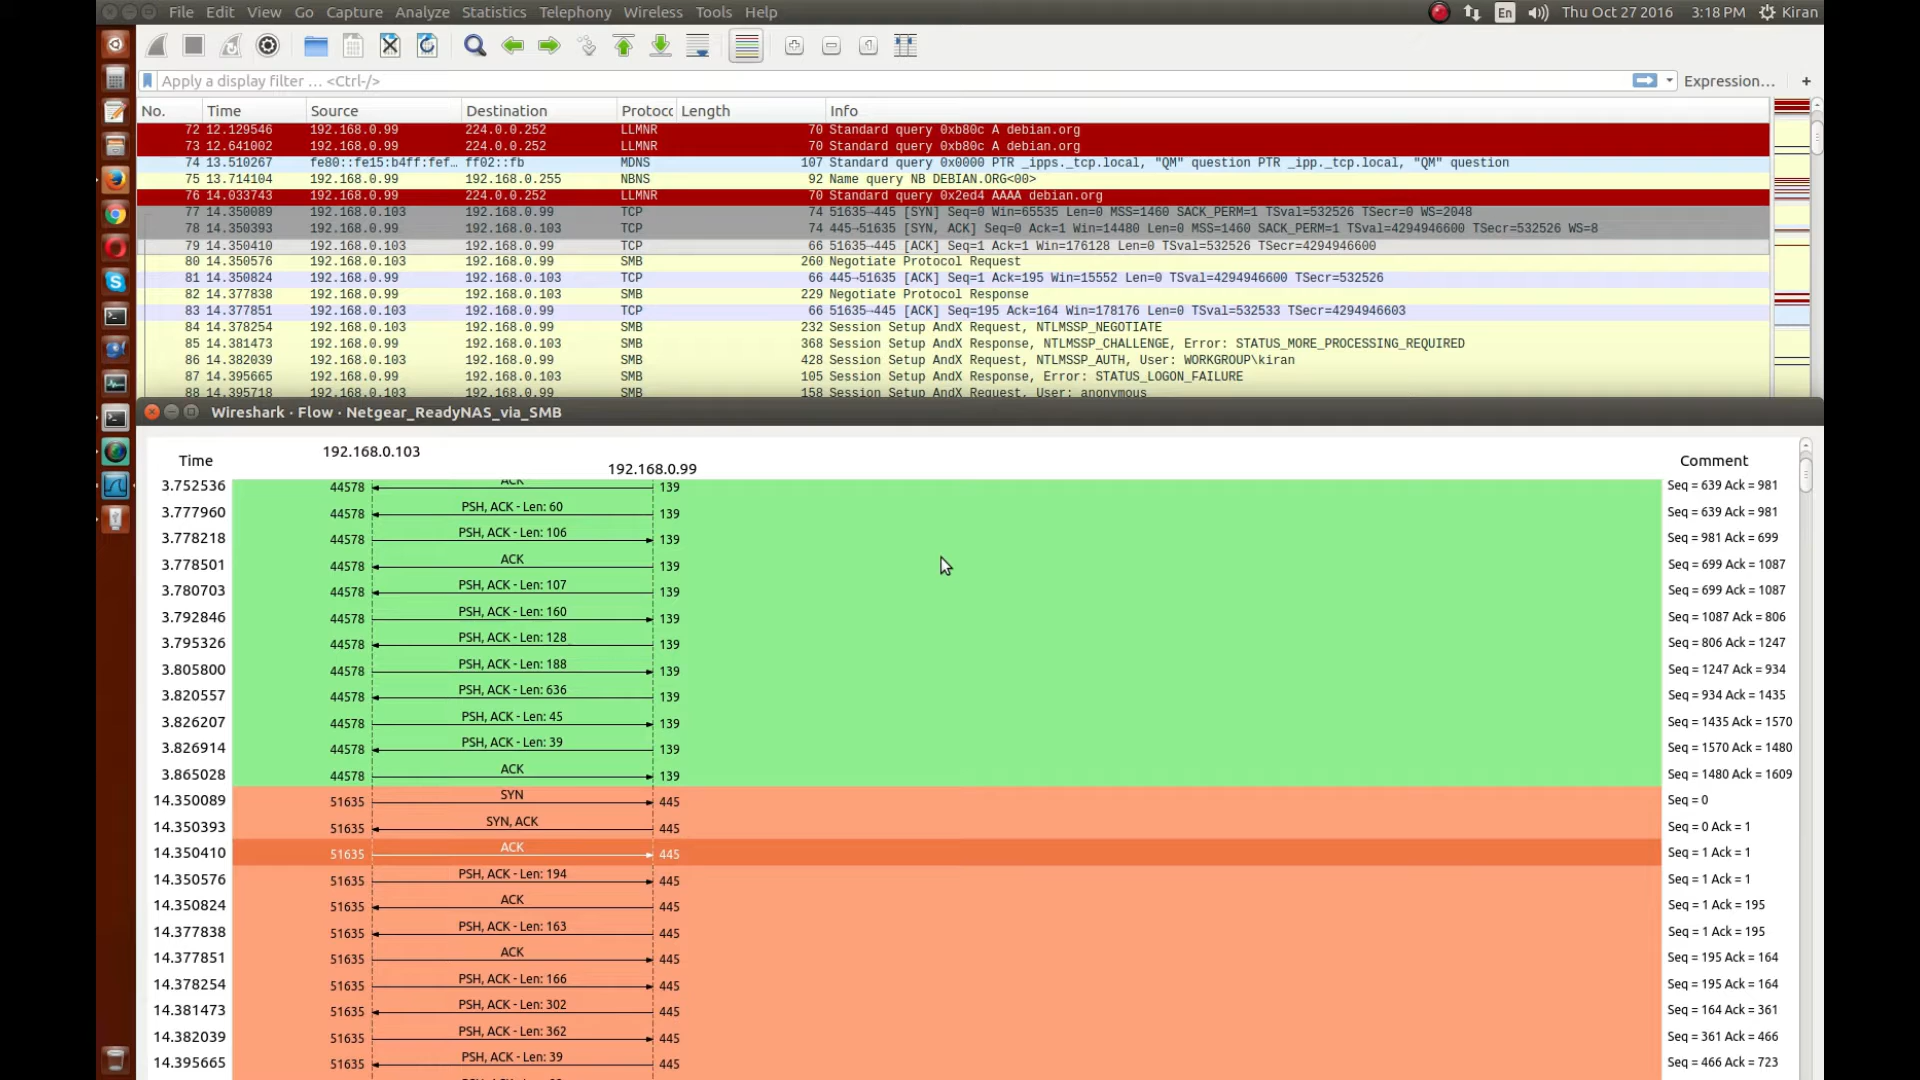 File Edit View Go Capture Analyze Statistics Telephony Wireless Tools Help En Thu Oct 27 2016 3:18 PM Kiran
Apply a display filter ... <Ctrl-/> Expression... +
No. Time Source Destination Protoco Length Info
72 12.129546 192.168.0.99 224.0.0.252 LLMNR 70 Standard query 0xb80c A debian.org
73 12.641002 192.168.0.99 224.0.0.252 LLMNR 70 Standard query 0xb80c A debian.org
74 13.510267 fe80::fe15:b4ff:fef... ff02::fb MDNS 107 Standard query 0x0000 PTR _ipps._tcp.local, "QM" question PTR _ipp._tcp.local, "QM" question
75 13.714104 192.168.0.99 192.168.0.255 NBNS 92 Name query NB DEBIAN.ORG<00>
76 14.033743 192.168.0.99 224.0.0.252 LLMNR 70 Standard query 0x2ed4 AAAA debian.org
77 14.350089 192.168.0.103 192.168.0.99 TCP 74 51635→445 [SYN] Seq=0 Win=65535 Len=0 MSS=1460 SACK_PERM=1 TSval=532526 TSecr=0 WS=2048
78 14.350393 192.168.0.99 192.168.0.103 TCP 74 445→51635 [SYN, ACK] Seq=0 Ack=1 Win=14480 Len=0 MSS=1460 SACK_PERM=1 TSval=4294946600 TSecr=532526 WS=8
79 14.350410 192.168.0.103 192.168.0.99 TCP 66 51635→445 [ACK] Seq=1 Ack=1 Win=176128 Len=0 TSval=532526 TSecr=4294946600
80 14.350576 192.168.0.103 192.168.0.99 SMB 260 Negotiate Protocol Request
81 14.350824 192.168.0.99 192.168.0.103 TCP 66 445→51635 [ACK] Seq=1 Ack=195 Win=15552 Len=0 TSval=4294946600 TSecr=532526
82 14.377838 192.168.0.99 192.168.0.103 SMB 229 Negotiate Protocol Response
83 14.377851 192.168.0.103 192.168.0.99 TCP 66 51635→445 [ACK] Seq=195 Ack=164 Win=178176 Len=0 TSval=532533 TSecr=4294946603
84 14.378254 192.168.0.103 192.168.0.99 SMB 232 Session Setup AndX Request, NTLMSSP_NEGOTIATE
85 14.381473 192.168.0.99 192.168.0.103 SMB 368 Session Setup AndX Response, NTLMSSP_CHALLENGE, Error: STATUS_MORE_PROCESSING_REQUIRED
86 14.382039 192.168.0.103 192.168.0.99 SMB 428 Session Setup AndX Request, NTLMSSP_AUTH, User: WORKGROUP\kiran
87 14.395665 192.168.0.99 192.168.0.103 SMB 105 Session Setup AndX Response, Error: STATUS_LOGON_FAILURE
88 14.395718 192.168.0.103 192.168.0.99 SMB 158 Session Setup AndX Request, User: anonymous
Wireshark · Flow · Netgear_ReadyNAS_via_SMB
192.168.0.103
Time Comment
192.168.0.99
3.752536 44578 ACK 139 Seq = 639 Ack = 981
3.777960 44578 PSH, ACK - Len: 60 139 Seq = 639 Ack = 981
3.778218 44578 PSH, ACK - Len: 106 139 Seq = 981 Ack = 699
3.778501 44578 ACK 139 Seq = 699 Ack = 1087
3.780703 44578 PSH, ACK - Len: 107 139 Seq = 699 Ack = 1087
3.792846 44578 PSH, ACK - Len: 160 139 Seq = 1087 Ack = 806
3.795326 44578 PSH, ACK - Len: 128 139 Seq = 806 Ack = 1247
3.805800 44578 PSH, ACK - Len: 188 139 Seq = 1247 Ack = 934
3.820557 44578 PSH, ACK - Len: 636 139 Seq = 934 Ack = 1435
3.826207 44578 PSH, ACK - Len: 45 139 Seq = 1435 Ack = 1570
3.826914 44578 PSH, ACK - Len: 39 139 Seq = 1570 Ack = 1480
3.865028 44578 ACK 139 Seq = 1480 Ack = 1609
14.350089 51635 SYN 445 Seq = 0
14.350393 51635 SYN, ACK 445 Seq = 0 Ack = 1
14.350410 51635 ACK 445 Seq = 1 Ack = 1
14.350576 51635 PSH, ACK - Len: 194 445 Seq = 1 Ack = 1
14.350824 51635 ACK 445 Seq = 1 Ack = 195
14.377838 51635 PSH, ACK - Len: 163 445 Seq = 1 Ack = 195
14.377851 51635 ACK 445 Seq = 195 Ack = 164
14.378254 51635 PSH, ACK - Len: 166 445 Seq = 195 Ack = 164
14.381473 51635 PSH, ACK - Len: 302 445 Seq = 164 Ack = 361
14.382039 51635 PSH, ACK - Len: 362 445 Seq = 361 Ack = 466
14.395665 51635 PSH, ACK - Len: 39 445 Seq = 466 Ack = 723